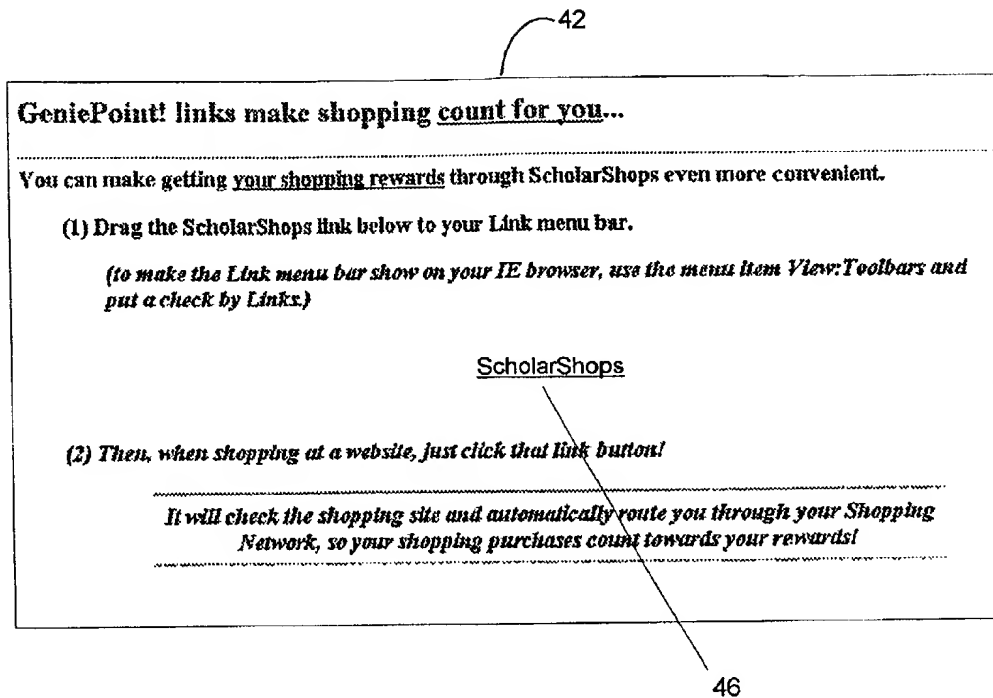 42
GeniePoint! links make shopping count for you...
You can make getting your shopping rewards through ScholarShops even more convenient.
(1) Drag the ScholarShops link below to your Link menu bar.
(to make the Link menu bar show on your IE browser, use the menu item View:Toolbars and
put a check by Links.)
ScholarShops
(2) Then, when shopping at a website, just click that link button!
It will check the shopping site and automatically route you through your Shopping
Network, so your shopping purchases count towards your rewards!
46